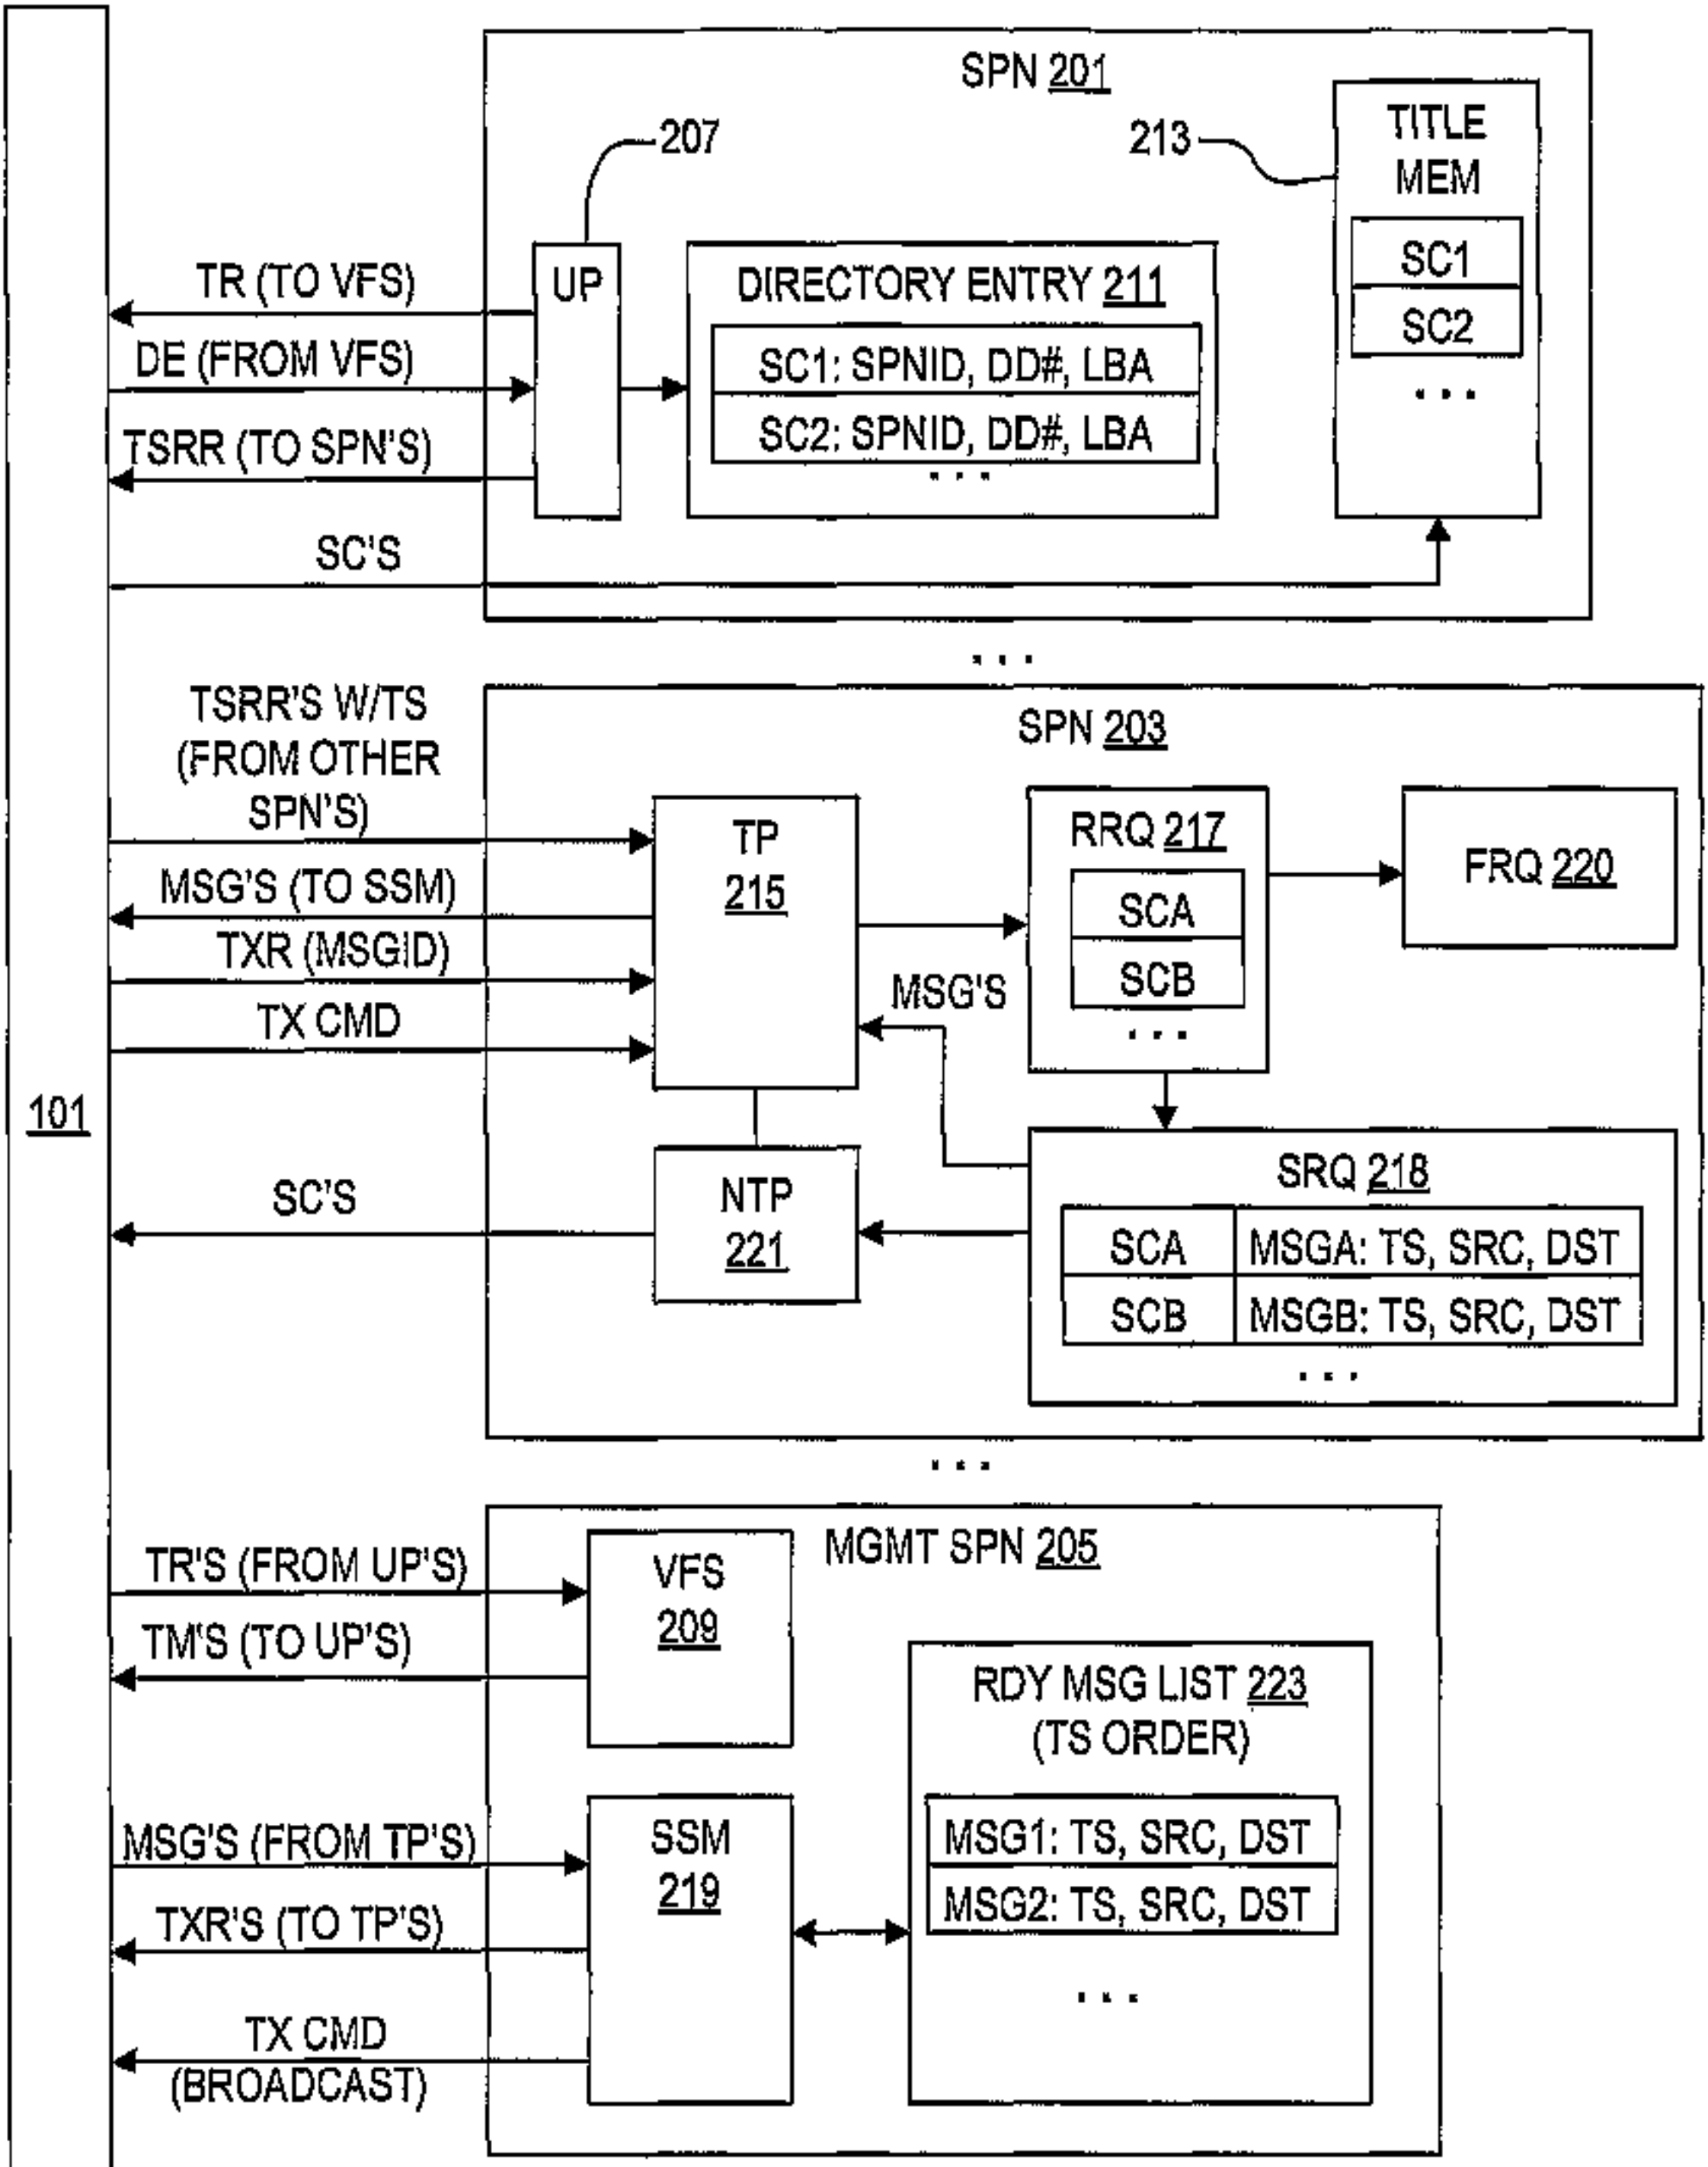 101
SPN 201
207
213
TITLE
MEM
SC1
SC2
. . .
UP
TR (TO VFS)
DE (FROM VFS)
TSRR (TO SPN'S)
SC'S
DIRECTORY ENTRY 211
SC1: SPNID, DD#, LBA
SC2: SPNID, DD#, LBA
. . .
. . .
SPN 203
TSRR'S W/TS
(FROM OTHER
SPN'S)
MSG'S (TO SSM)
TXR (MSGID)
TX CMD
SC'S
TP
215
NTP
221
MSG'S
RRQ 217
SCA
SCB
. . .
FRQ 220
SRQ 218
SCA MSGA: TS, SRC, DST
SCB MSGB: TS, SRC, DST
. . .
. . .
MGMT SPN 205
TR'S (FROM UP'S)
TM'S (TO UP'S)
VFS
209
MSG'S (FROM TP'S)
TXR'S (TO TP'S)
TX CMD
(BROADCAST)
SSM
219
RDY MSG LIST 223
(TS ORDER)
MSG1: TS, SRC, DST
MSG2: TS, SRC, DST
. . .